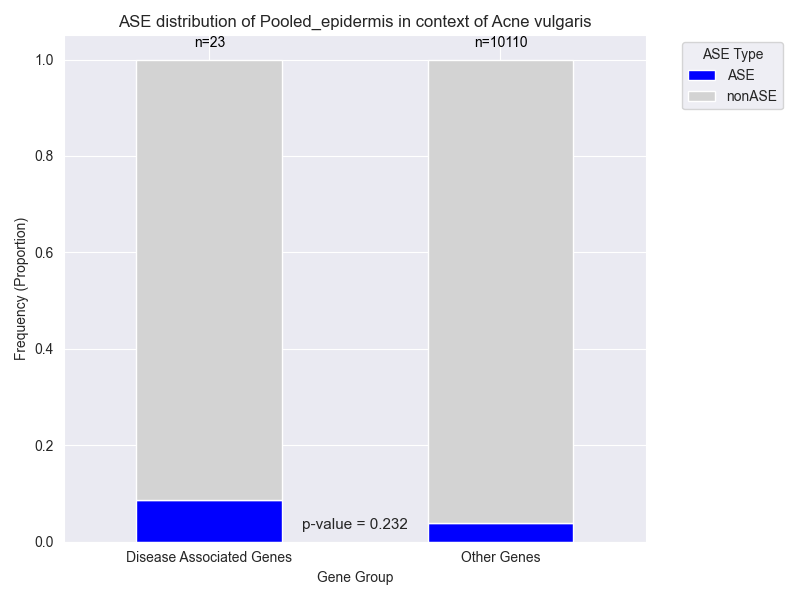 ASE distribution of Pooled_epidermis in context of Acne vulgaris
n=23
n=10110
ASE Type
ASE
nonASE
Frequency (Proportion)
1.0
0.8
0.6
0.4
0.2
0.0
p-value = 0.232
Disease Associated Genes
Other Genes
Gene Group